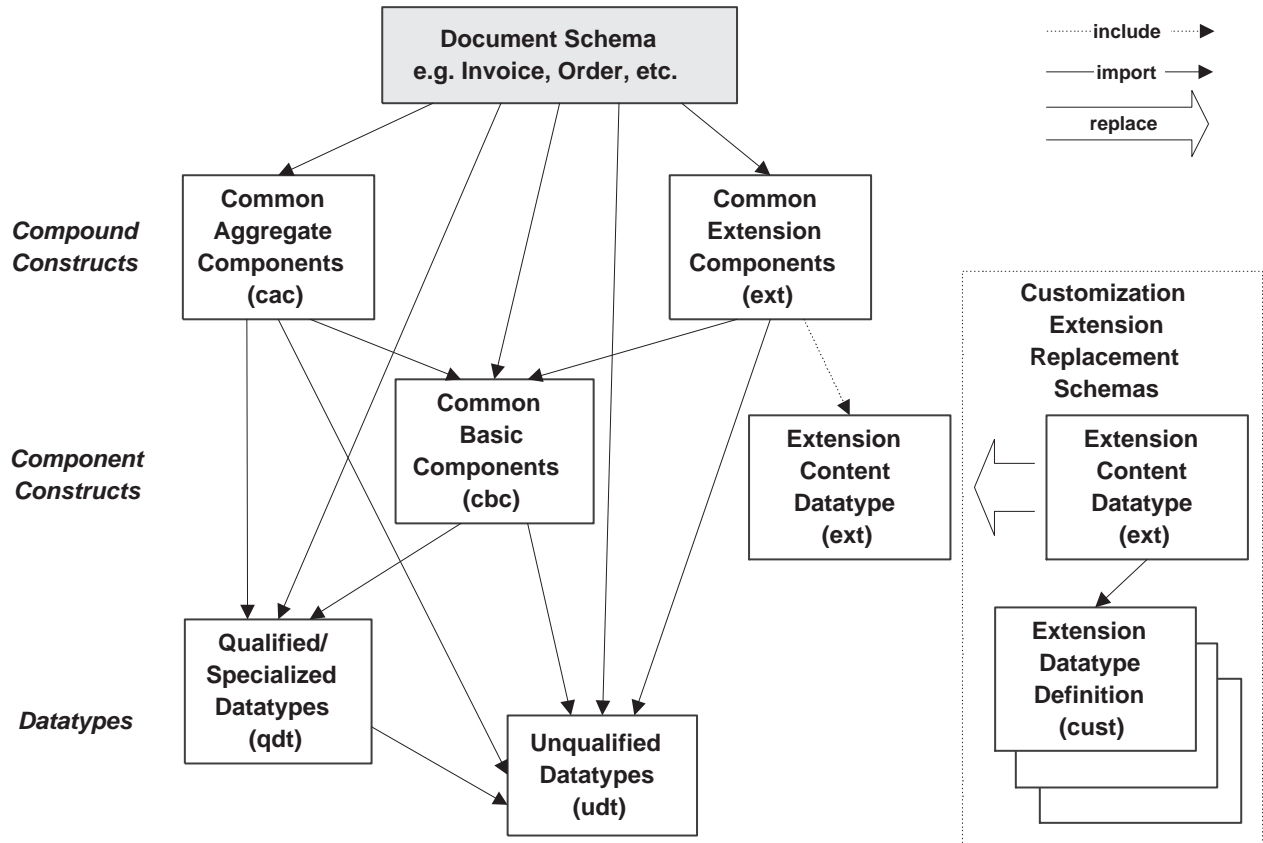 Document Schema
e.g. Invoice, Order, etc.
include
import
replace
Compound
Constructs
Common
Aggregate
Components
(cac)
Common
Extension
Components
(ext)
Customization
Extension
Replacement
Schemas
Component
Constructs
Common
Basic
Components
(cbc)
Extension
Content
Datatype
(ext)
Extension
Content
Datatype
(ext)
Datatypes
Qualified/
Specialized
Datatypes
(qdt)
Unqualified
Datatypes
(udt)
Extension
Datatype
Definition
(cust)